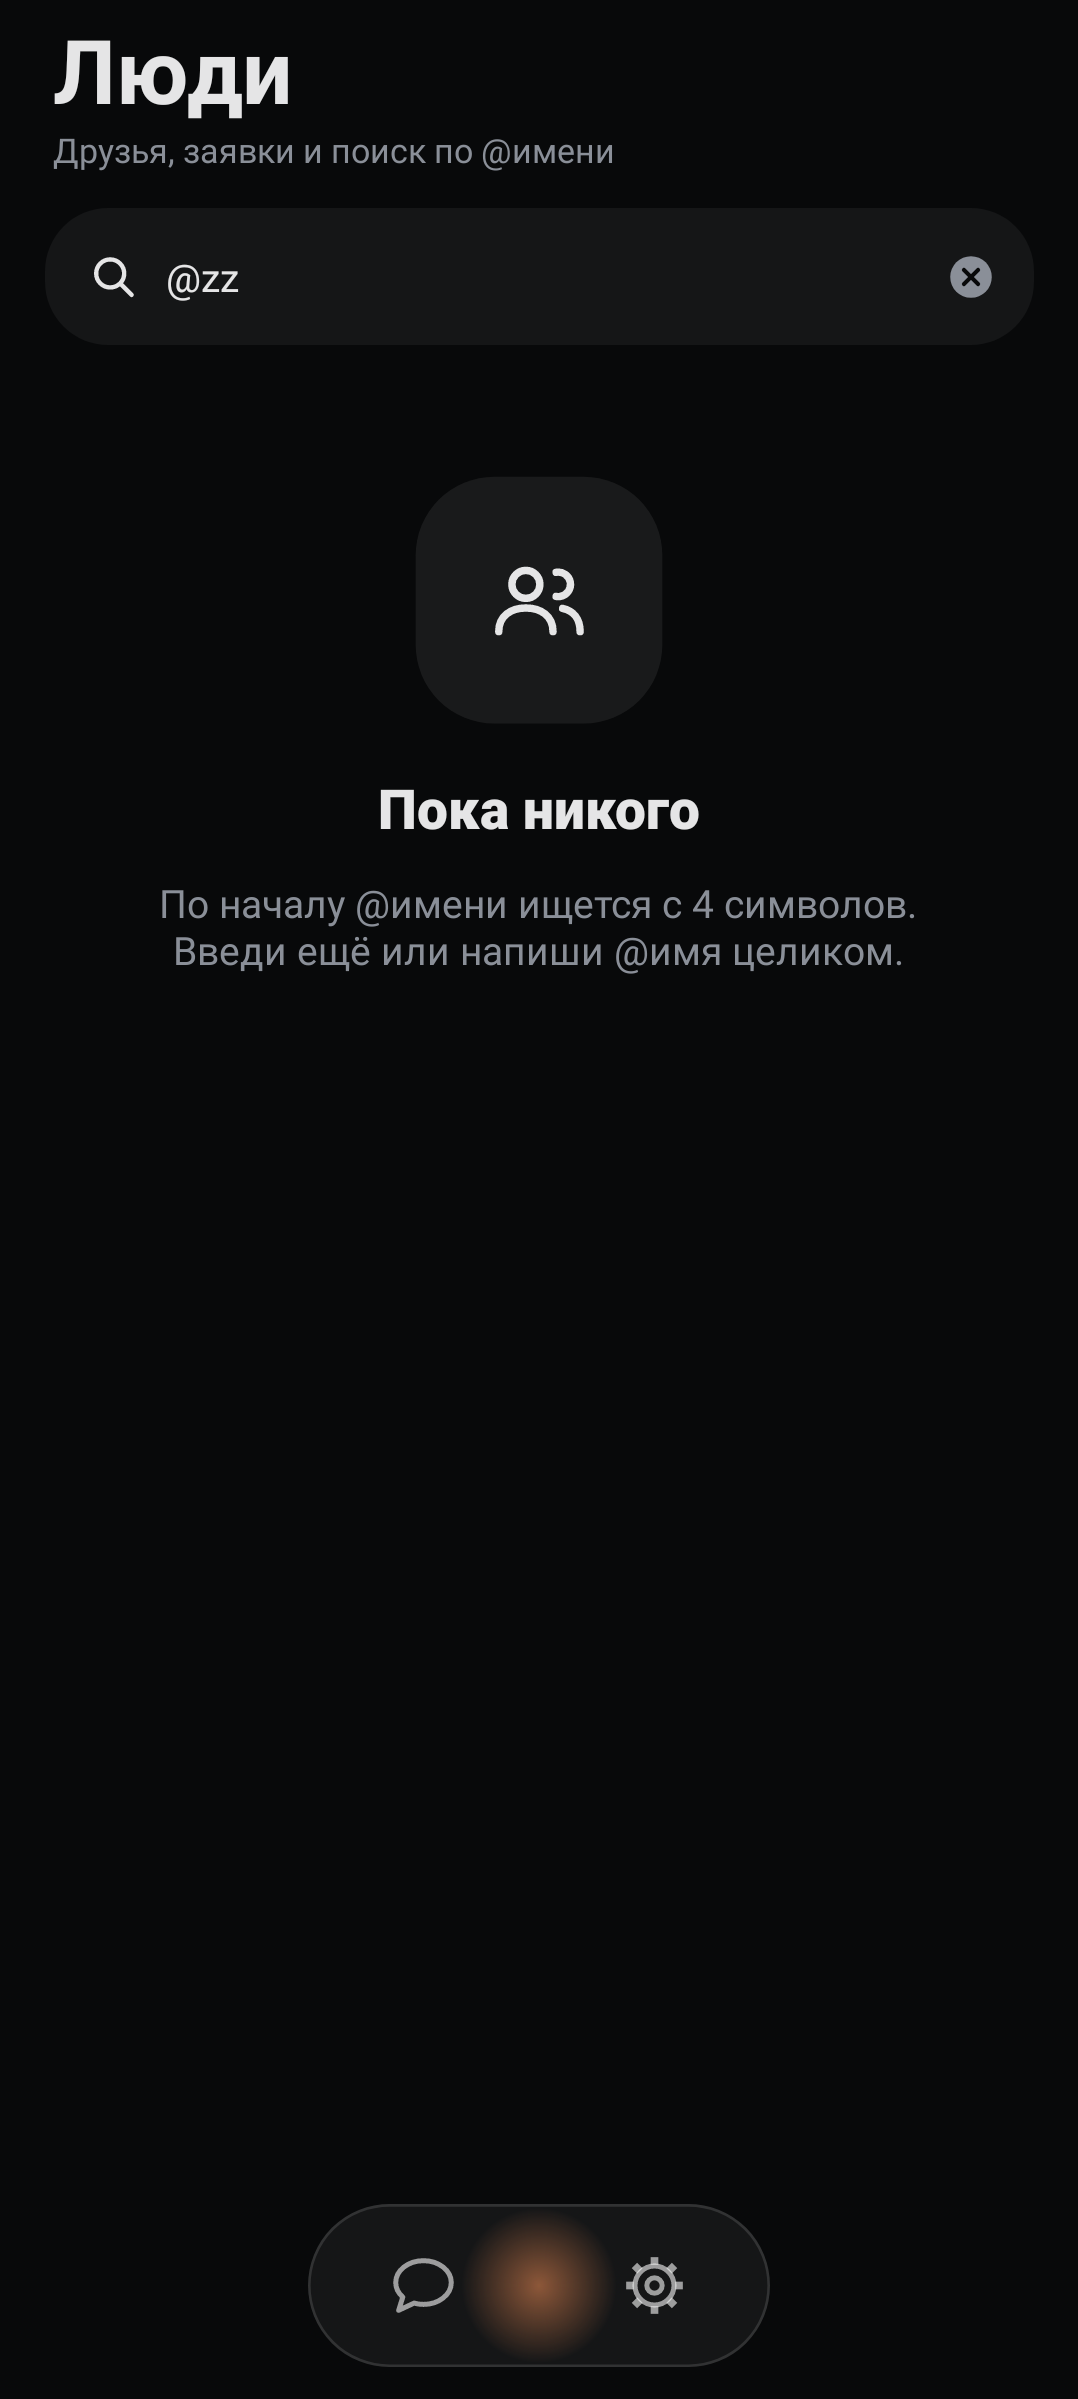 Люди
Друзья, заявки и поиск по @имени
@zz
Пока никого
По началу @имени ищется с 4 символов.
Введи ещё или напиши @имя целиком.